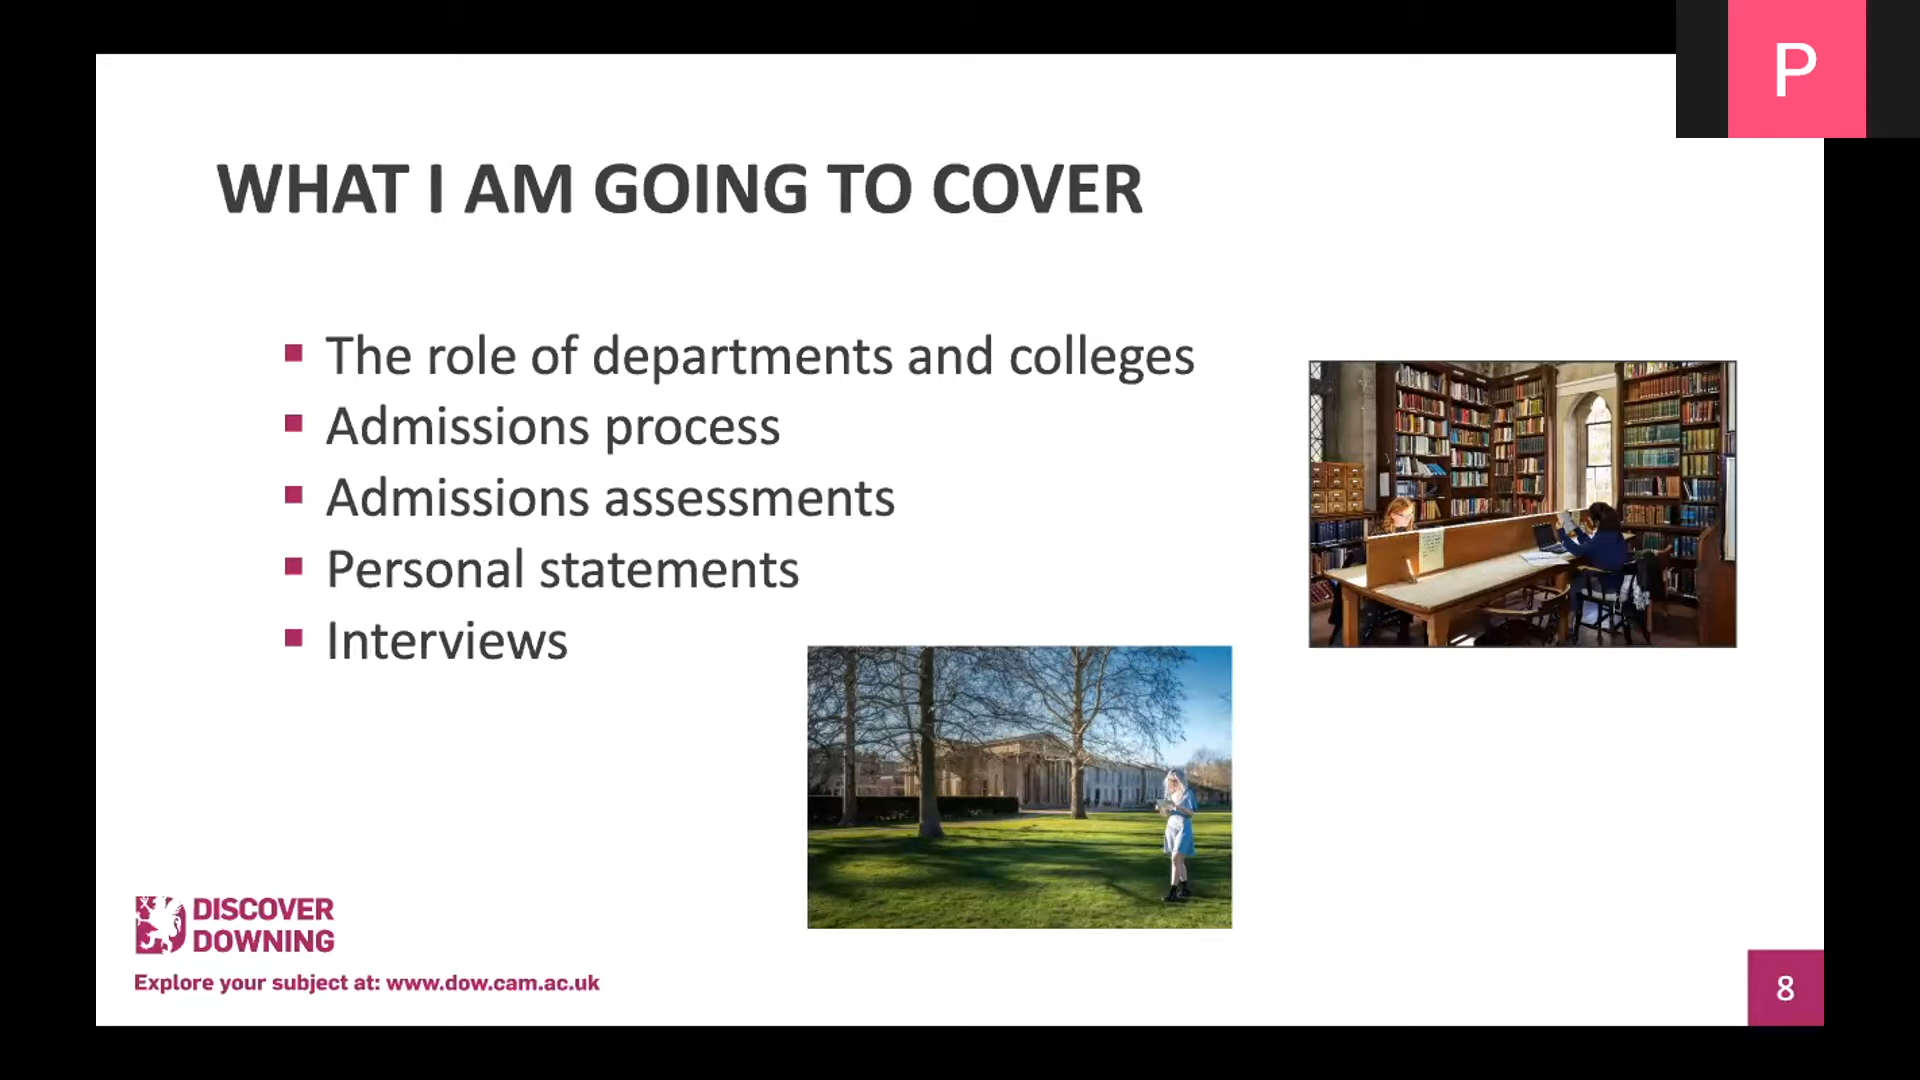 P
WHAT I AM GOING TO COVER
The role of departments and colleges
Admissions process
Admissions assessments
Personal statements
Interviews
DISCOVER
DOWNING
Explore your subject at: www.dow.cam.ac.uk
8